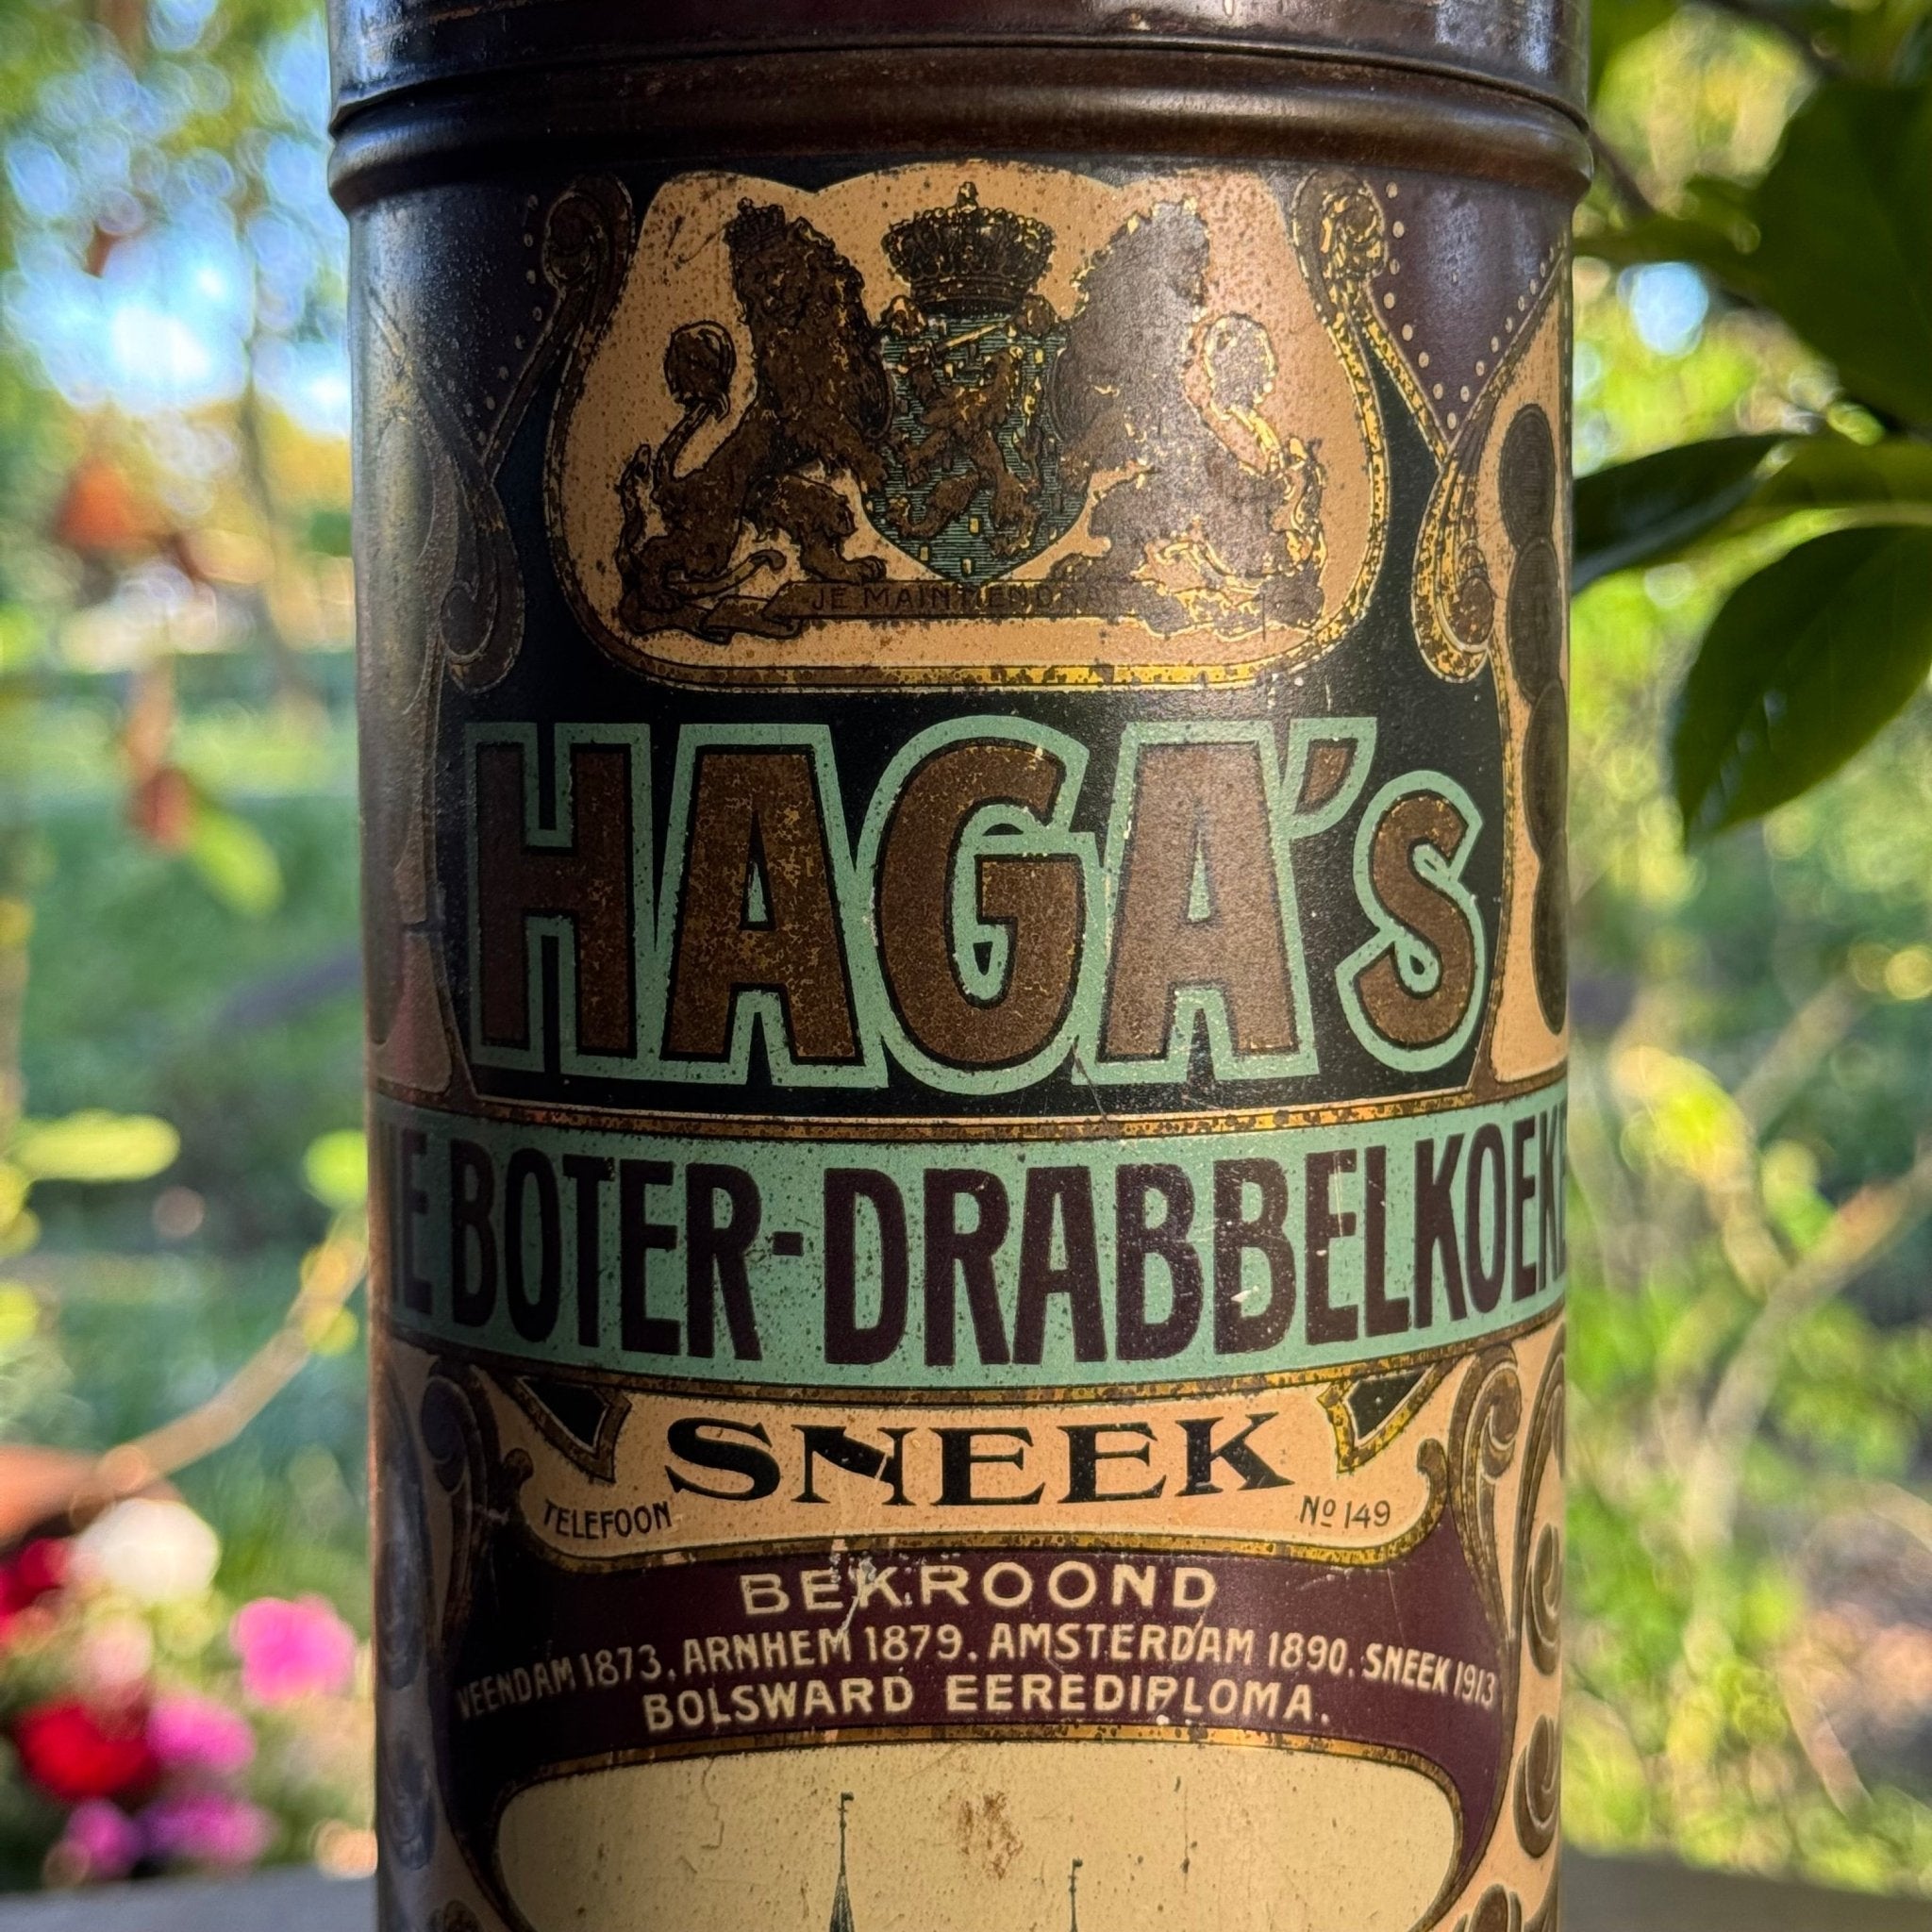 JE MAINTIENDRAI
HAGA's
E BOTER-DRABBELKOEK
SNEEK
TELEFOON No 149
BEKROOND
VEENDAM 1873. ARNHEM 1879. AMSTERDAM 1890. SNEEK 1913
BOLSWARD EEREDIPLOMA.